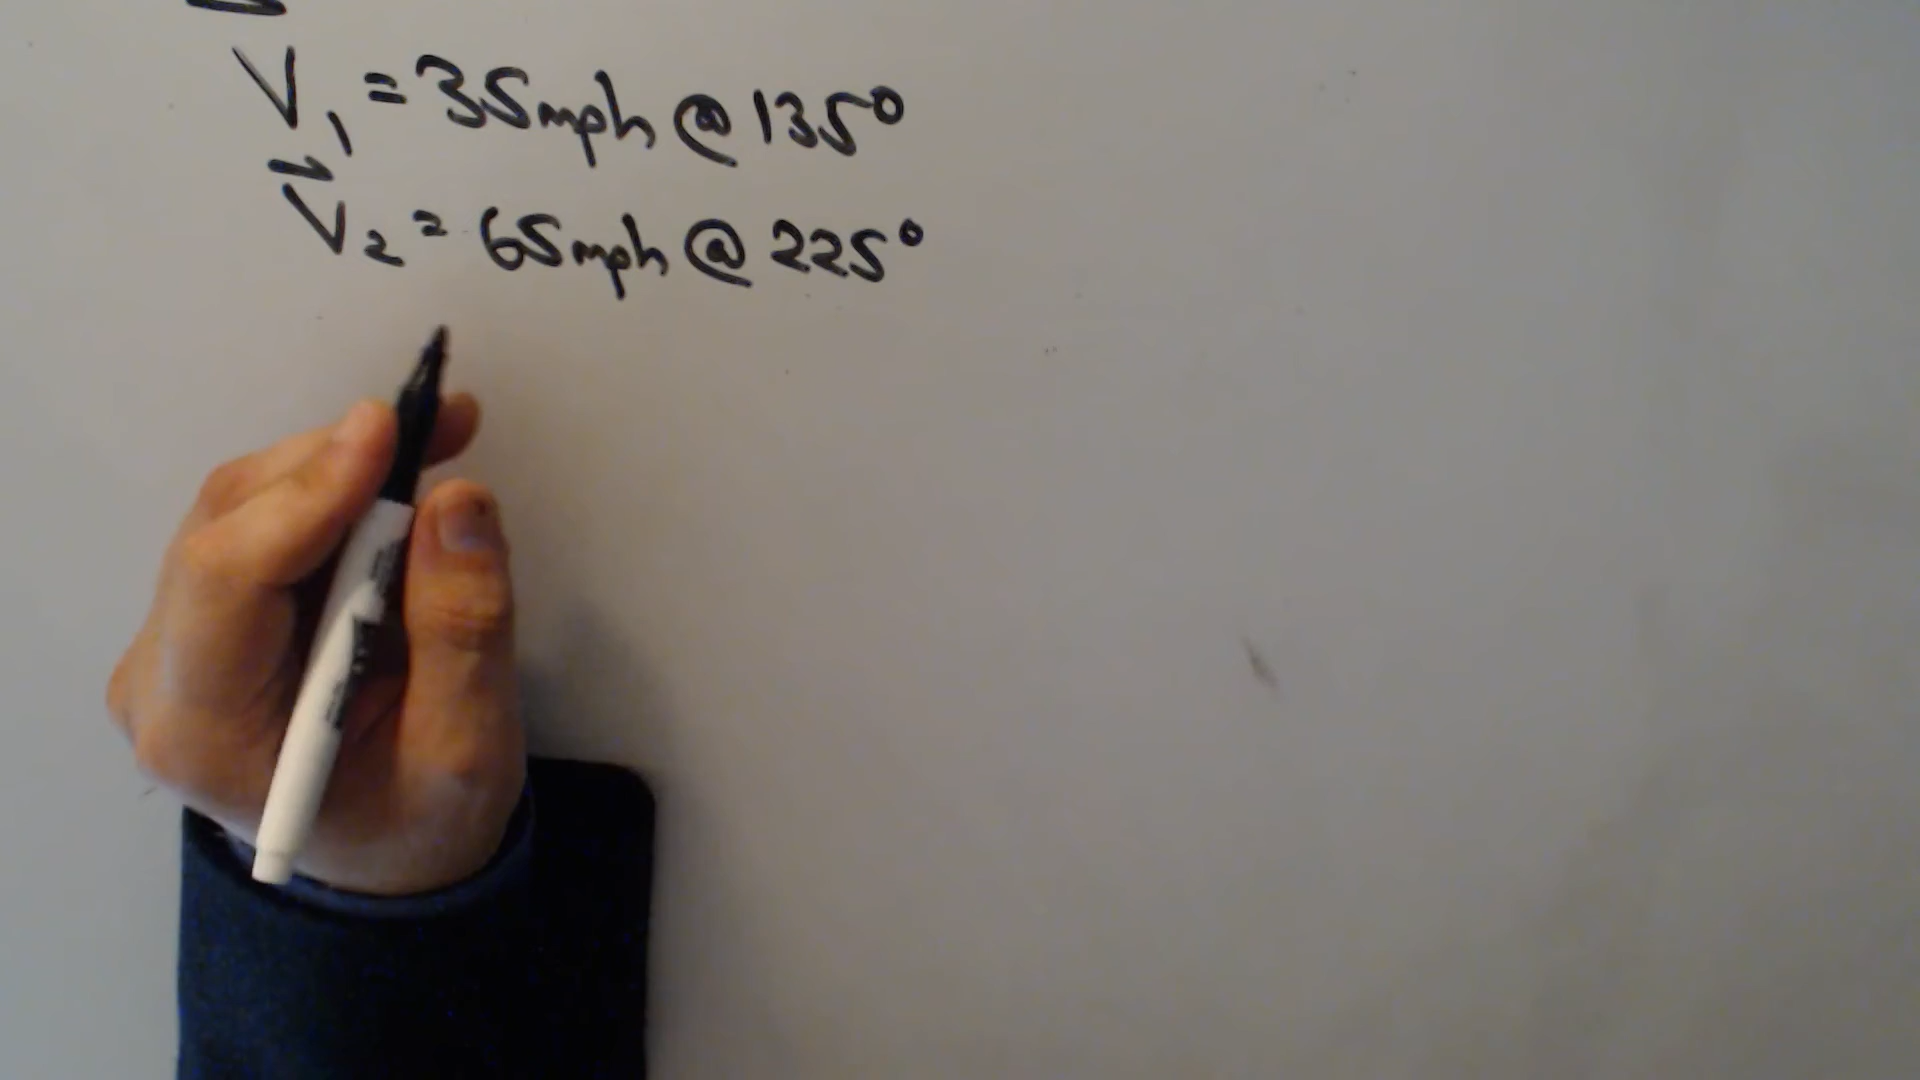 V₁ = 35mph @ 135°
V₂ = 65mph @ 225°